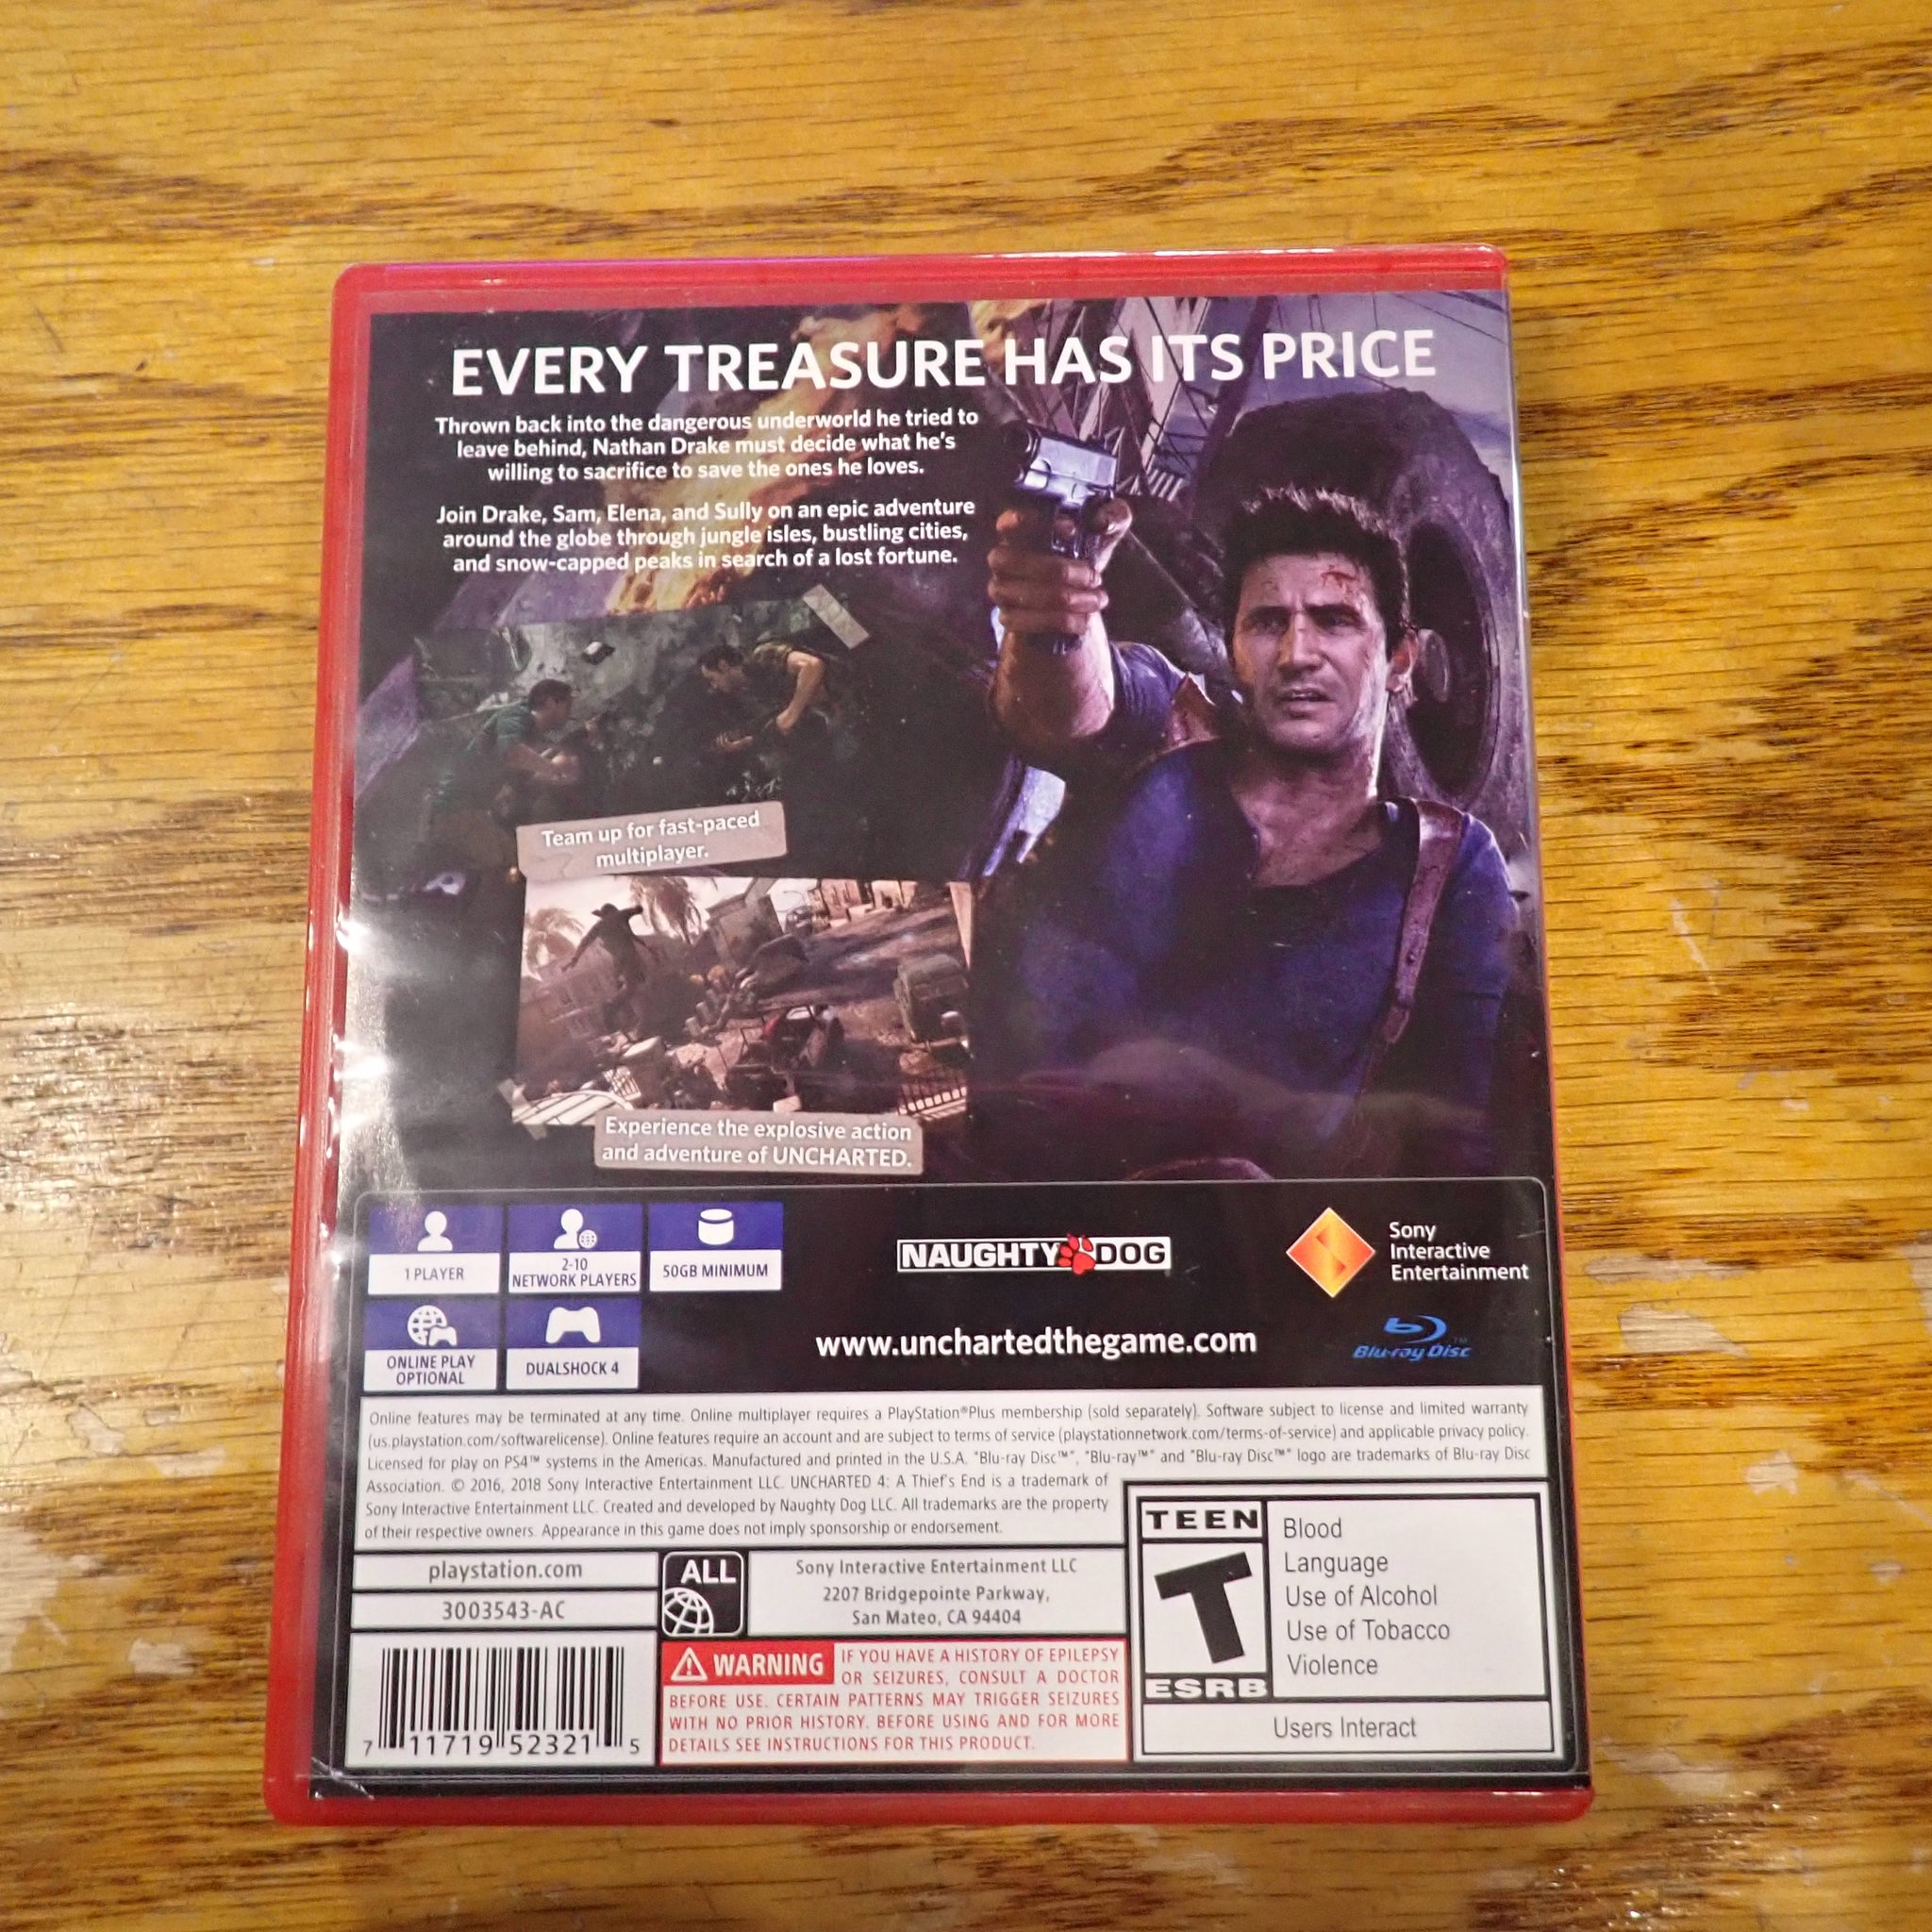 EVERY TREASURE HAS ITS PRICE
Thrown back into the dangerous underworld he tried to
leave behind, Nathan Drake must decide what he's
willing to sacrifice to save the ones he loves.
Join Drake, Sam, Elena, and Sully on an epic adventure
around the globe through jungle isles, bustling cities,
and snow-capped peaks in search of a lost fortune.
Team up for fast-paced
multiplayer.
Experience the explosive action
and adventure of UNCHARTED.
1 PLAYER
2-10
NETWORK PLAYERS
50GB MINIMUM
NAUGHTY DOG
Sony
Interactive
Entertainment
ONLINE PLAY
OPTIONAL
DUALSHOCK 4
www.unchartedthegame.com
Blu-ray Disc™
Online features may be terminated at any time. Online multiplayer requires a PlayStation®Plus membership (sold separately). Software subject to license and limited warranty
(us.playstation.com/softwarelicense). Online features require an account and are subject to terms of service (playstationnetwork.com/terms-of-service) and applicable privacy policy.
Licensed for play on PS4™ systems in the Americas. Manufactured and printed in the U.S.A. "Blu-ray Disc™", "Blu-ray™" and "Blu-ray Disc™" logo are trademarks of Blu-ray Disc
Association. © 2016, 2018 Sony Interactive Entertainment LLC. UNCHARTED 4: A Thief's End is a trademark of
Sony Interactive Entertainment LLC. Created and developed by Naughty Dog LLC. All trademarks are the property
of their respective owners. Appearance in this game does not imply sponsorship or endorsement.
playstation.com
3003543-AC
ALL
Sony Interactive Entertainment LLC
2207 Bridgepointe Parkway,
San Mateo, CA 94404
WARNING IF YOU HAVE A HISTORY OF EPILEPSY
OR SEIZURES, CONSULT A DOCTOR
BEFORE USE. CERTAIN PATTERNS MAY TRIGGER SEIZURES
WITH NO PRIOR HISTORY. BEFORE USING AND FOR MORE
DETAILS SEE INSTRUCTIONS FOR THIS PRODUCT.
7 11719 52321 5
TEEN
T
ESRB
Blood
Language
Use of Alcohol
Use of Tobacco
Violence
Users Interact